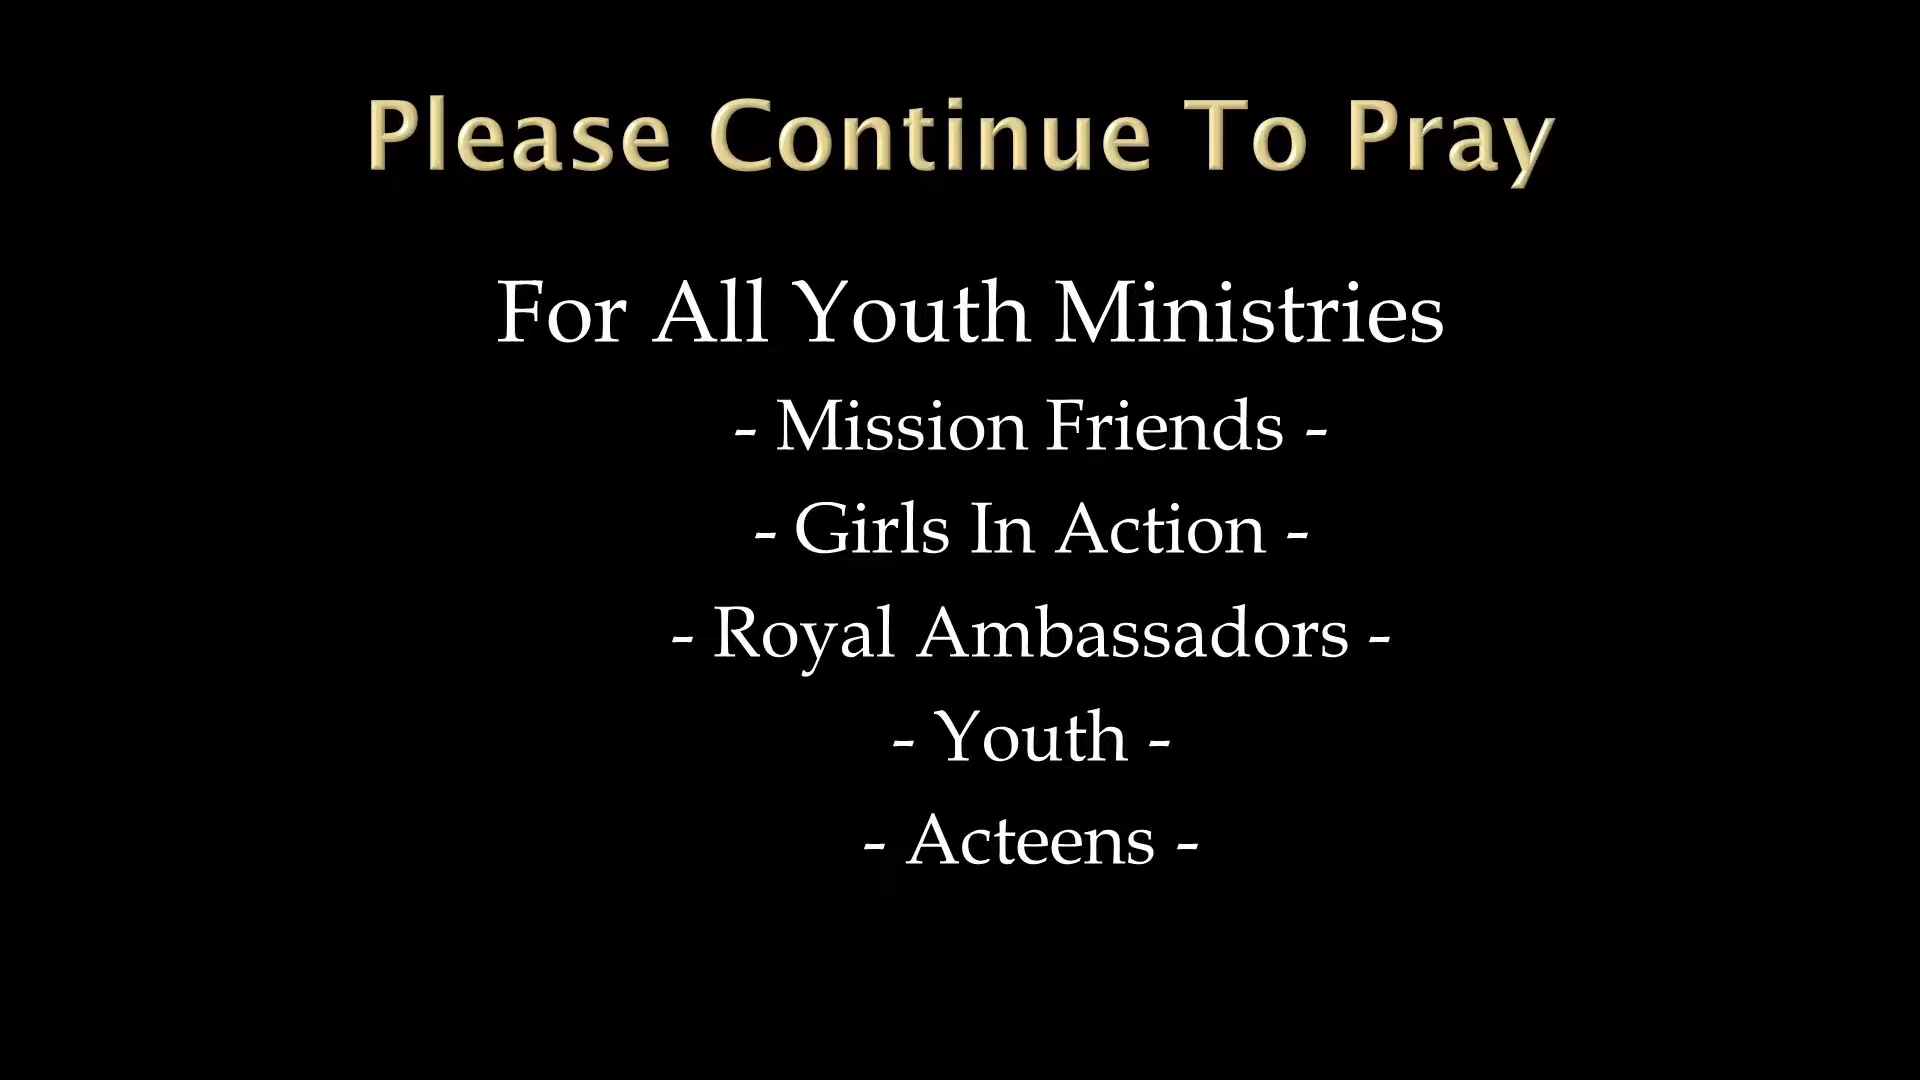 Please Continue To Pray
For All Youth Ministries
- Mission Friends -
- Girls In Action -
- Royal Ambassadors -
- Youth -
- Acteens -